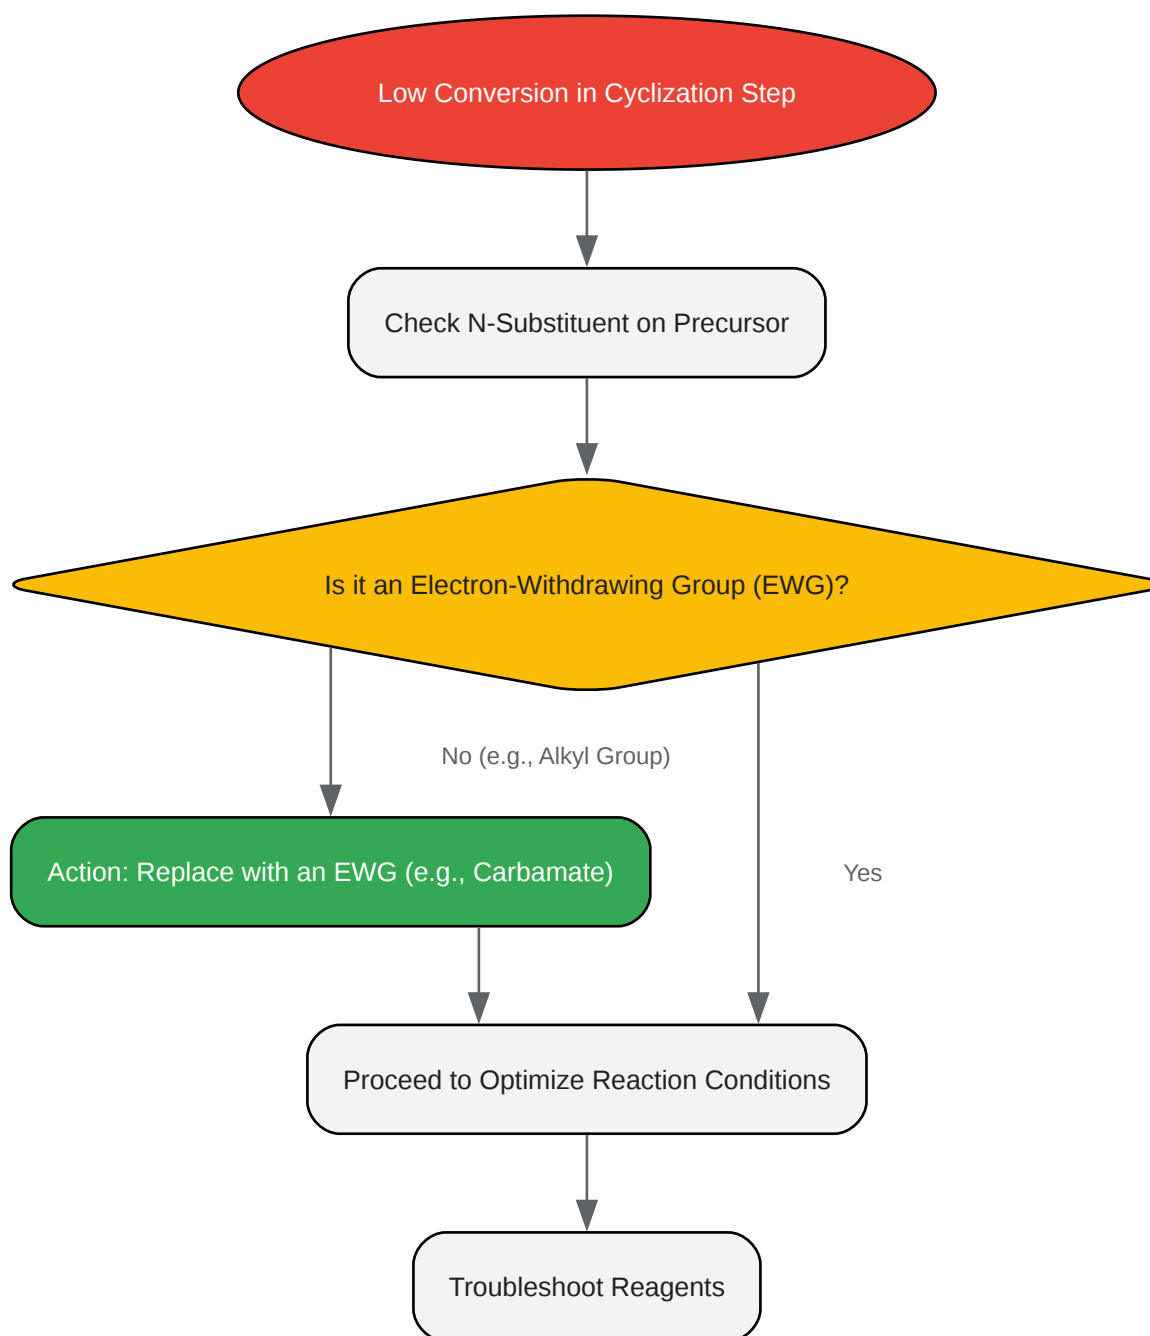 Low Conversion in Cyclization Step
Check N-Substituent on Precursor
Is it an Electron-Withdrawing Group (EWG)?
No (e.g., Alkyl Group)
Action: Replace with an EWG (e.g., Carbamate)
Yes
Proceed to Optimize Reaction Conditions
Troubleshoot Reagents